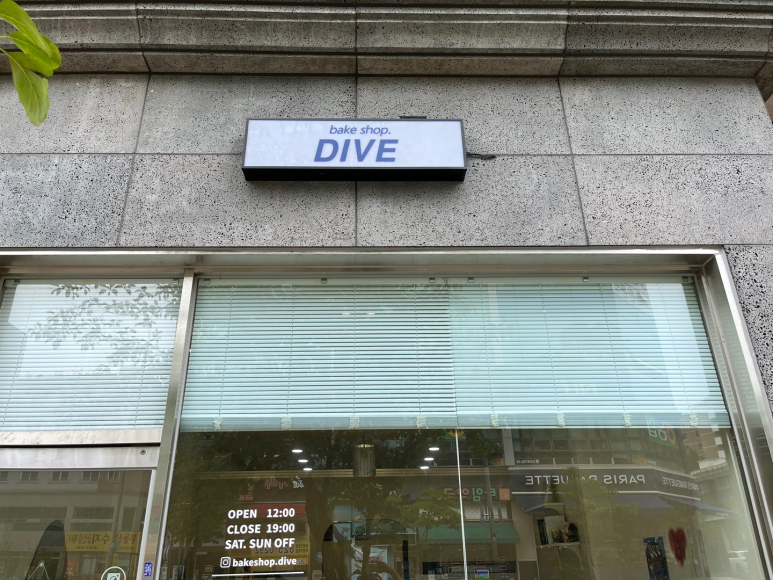 bake shop.
DIVE
OPEN 12:00
CLOSE 19:00
SAT. SUN OFF
bakeshop.dive
PARIS BAGUETTE